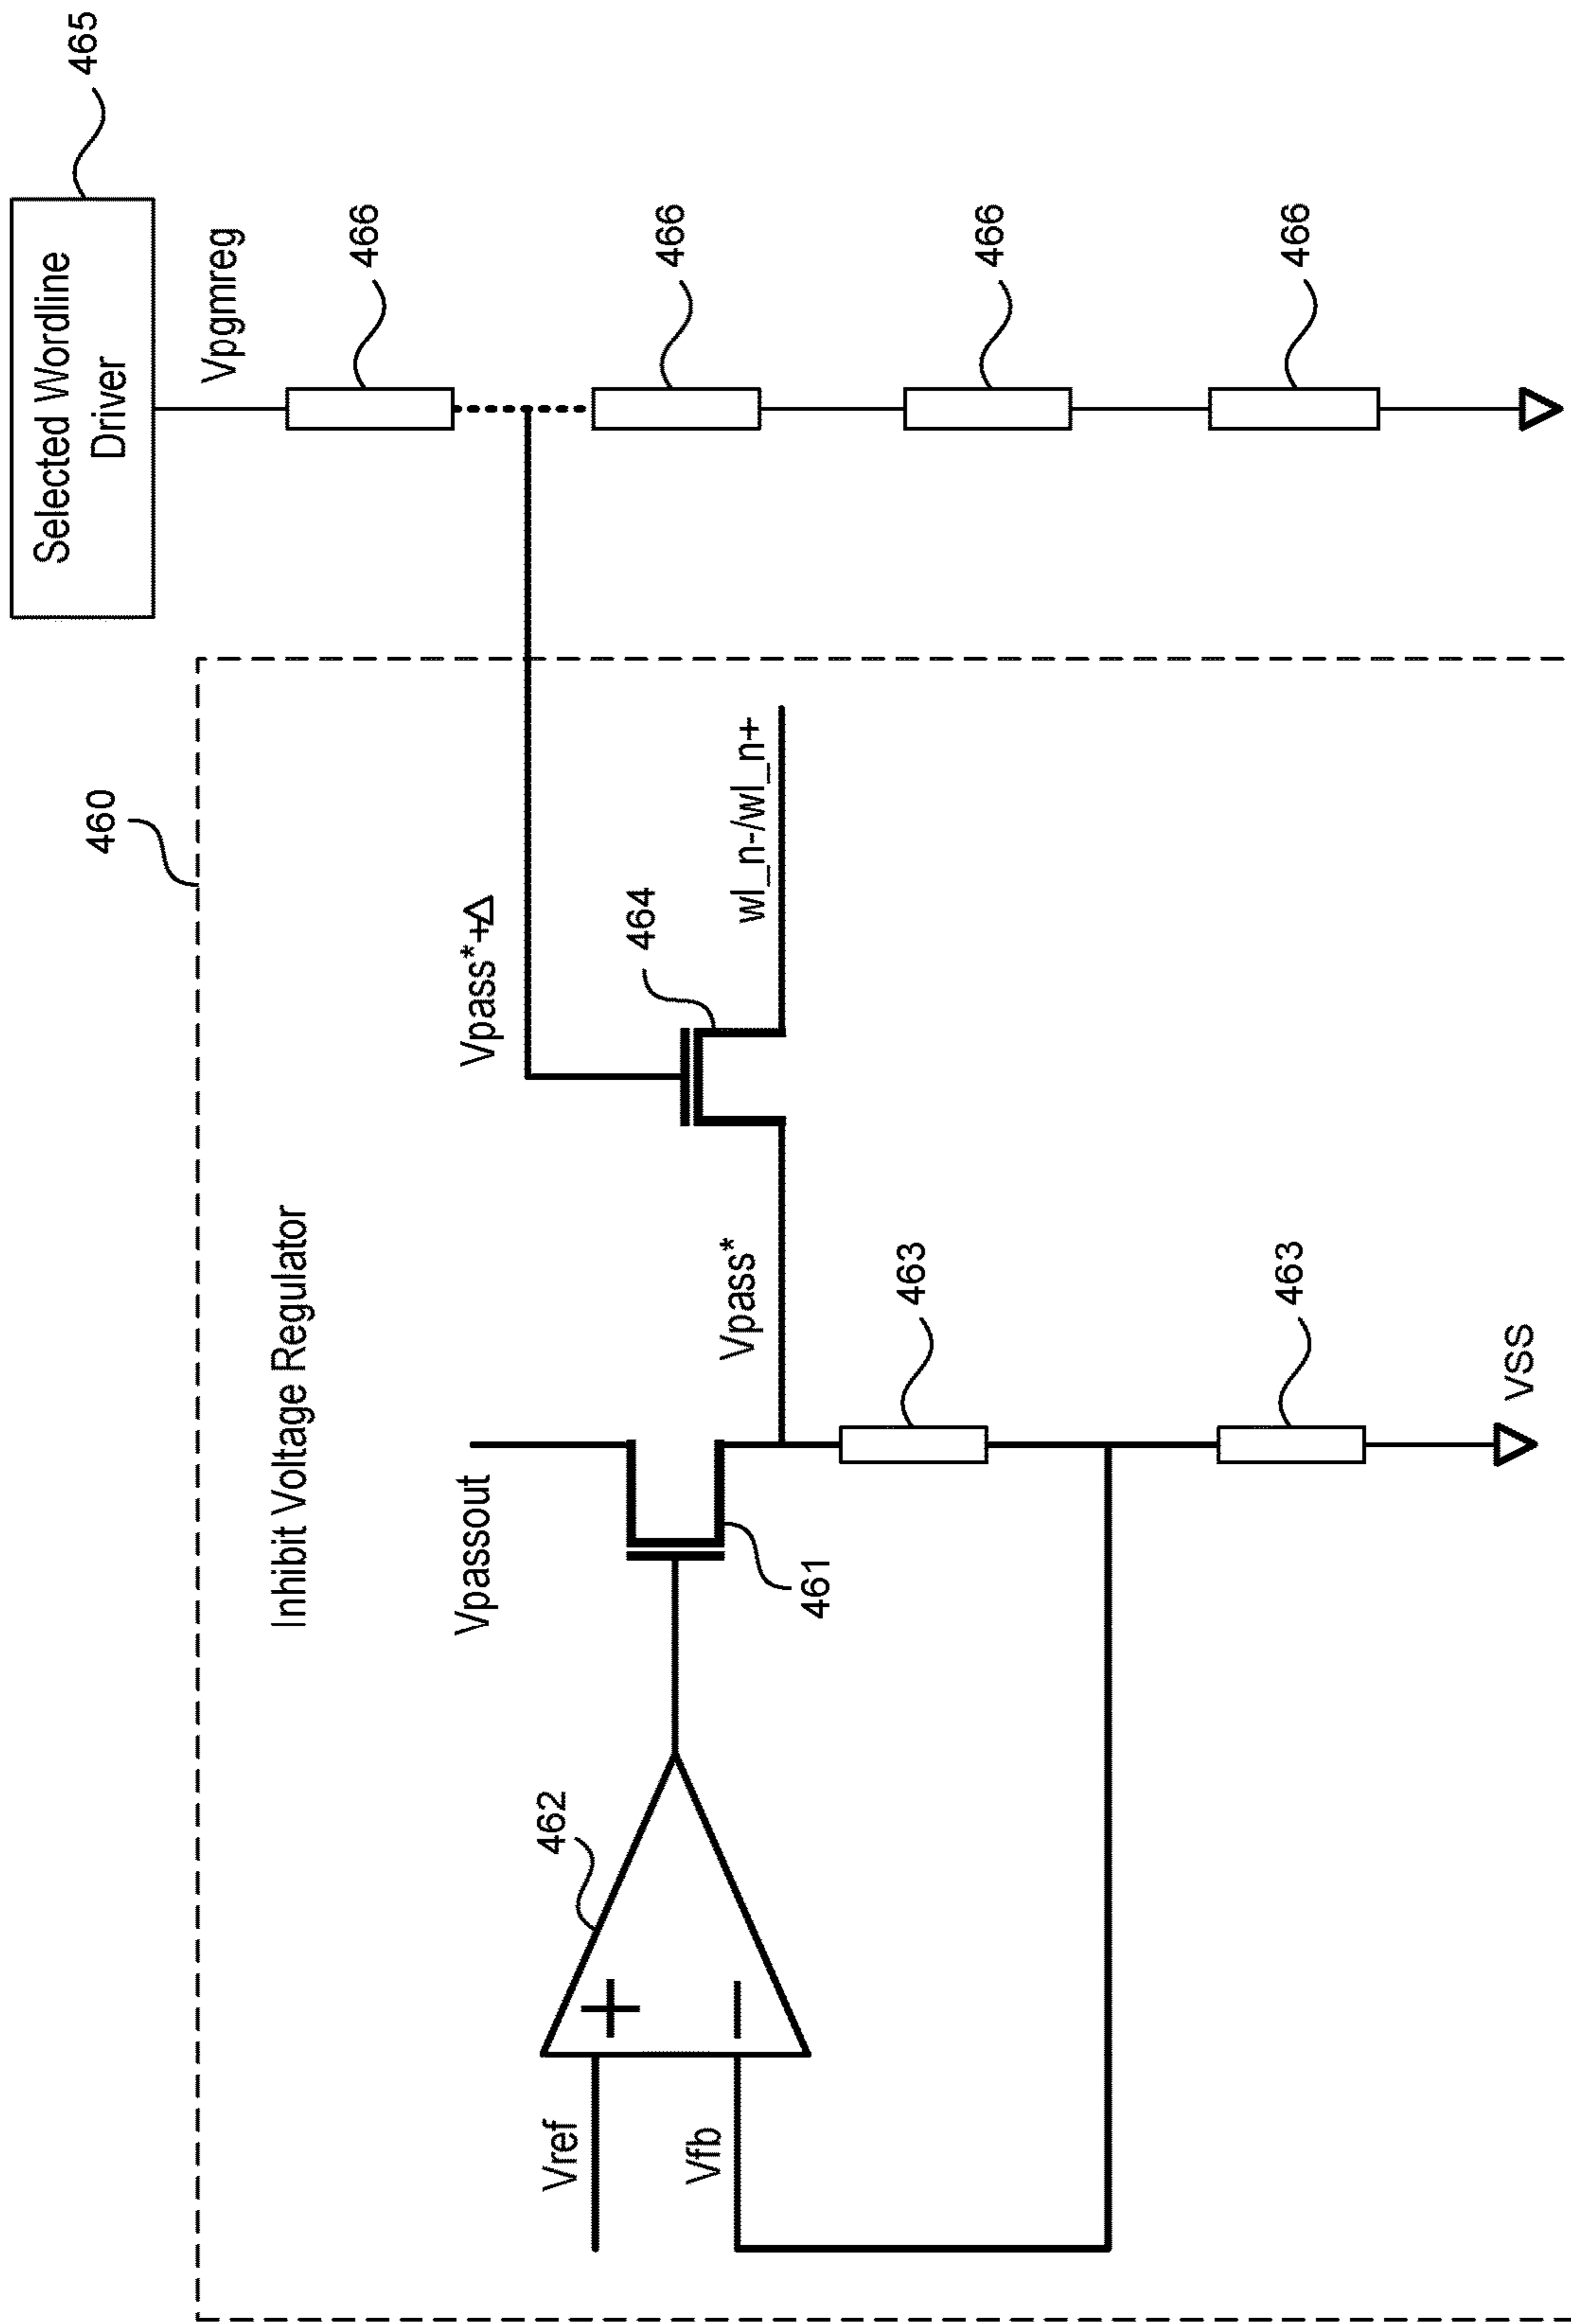 Selected Wordline
Driver
465
Vpgmreg
466
466
466
466
460
Inhibit Voltage Regulator
Vpass*+Δ
464
wl_n-/wl_n+
Vpassout
Vpass*
461
462
+
−
Vref
Vfb
463
463
VSS